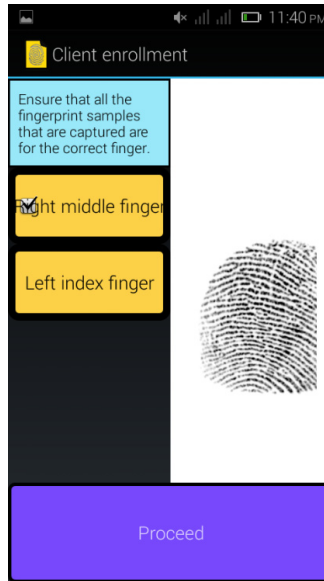 11:40 PM
Client enrollment
Ensure that all the
fingerprint samples
that are captured are
for the correct finger.
Right middle finger
Left index finger
Proceed